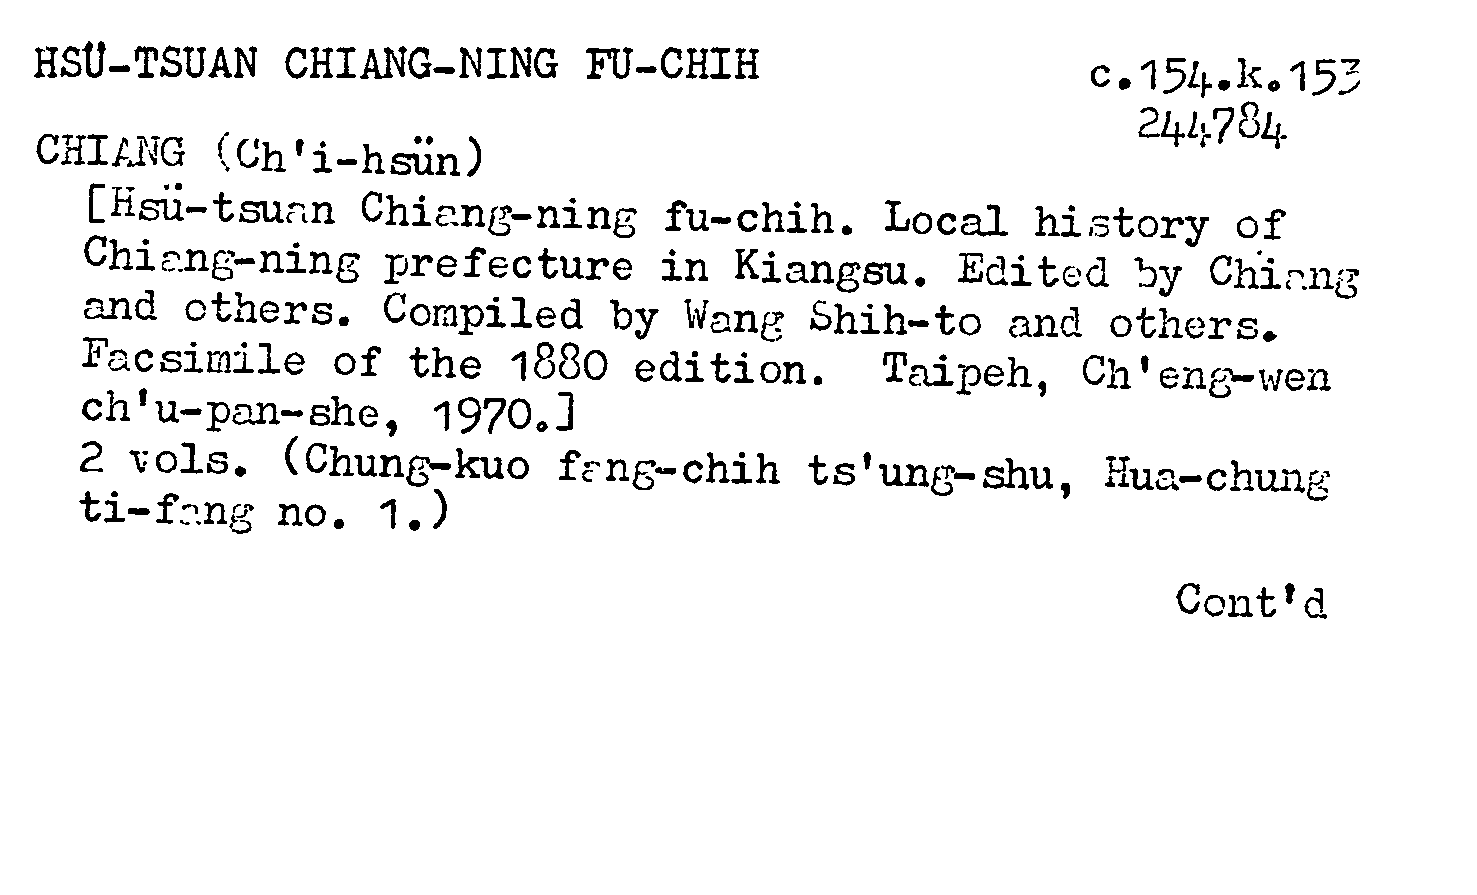 HSÜ-TSUAN CHIANG-NING FU-CHIH
c.154.k.153
244784
CHIANG (Ch'i-hsün)
[Hsü-tsuan Chiang-ning fu-chih. Local history of
Chiang-ning prefecture in Kiangsu. Edited by Chiang
and others. Compiled by Wang Shih-to and others.
Facsimile of the 1880 edition. Taipeh, Ch'eng-wen
ch'u-pan-she, 1970.]
2 vols. (Chung-kuo fang-chih ts'ung-shu, Hua-chung
ti-fang no. 1.)
Cont'd